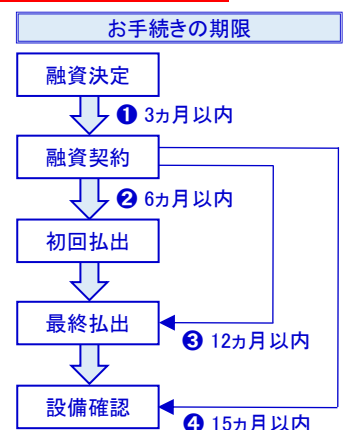 お手続きの期限
融資決定
❶ 3ヵ月以内
融資契約
❷ 6ヵ月以内
初回払出
最終払出
❸ 12ヵ月以内
設備確認
❹ 15ヵ月以内